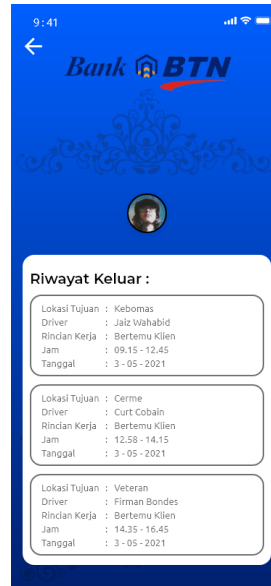 9:41
Bank BTN
Riwayat Keluar :
Lokasi Tujuan : Kebomas
Driver : Jaiz Wahabid
Rincian Kerja : Bertemu Klien
Jam : 09.15 - 12.45
Tanggal : 3 - 05 - 2021
Lokasi Tujuan : Cerme
Driver : Curt Cobain
Rincian Kerja : Bertemu Klien
Jam : 12.58 - 14.15
Tanggal : 3 - 05 - 2021
Lokasi Tujuan : Veteran
Driver : Firman Bondes
Rincian Kerja : Bertemu Klien
Jam : 14.35 - 16.45
Tanggal : 3 - 05 - 2021